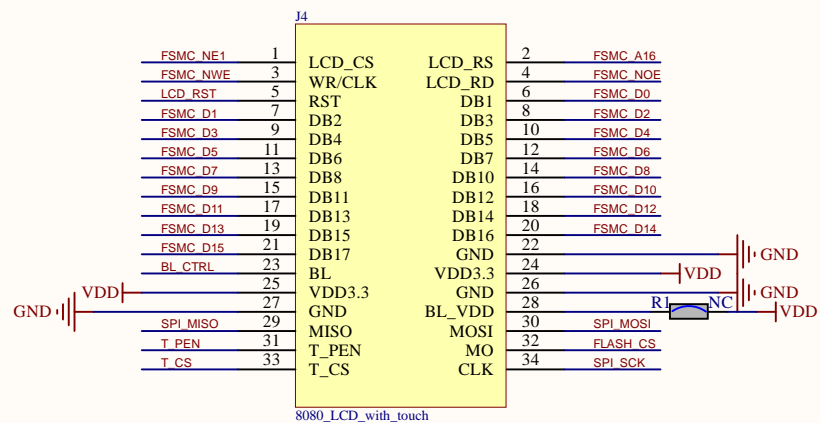 J4
FSMC_NE1 1 LCD_CS LCD_RS 2 FSMC_A16
FSMC_NWE 3 WR/CLK LCD_RD 4 FSMC_NOE
LCD_RST 5 RST DB1 6 FSMC_D0
FSMC_D1 7 DB2 DB3 8 FSMC_D2
FSMC_D3 9 DB4 DB5 10 FSMC_D4
FSMC_D5 11 DB6 DB7 12 FSMC_D6
FSMC_D7 13 DB8 DB10 14 FSMC_D8
FSMC_D9 15 DB11 DB12 16 FSMC_D10
FSMC_D11 17 DB13 DB14 18 FSMC_D12
FSMC_D13 19 DB15 DB16 20 FSMC_D14
FSMC_D15 21 DB17 GND 22 GND
BL_CTRL 23 BL VDD3.3 24 VDD
VDD 25 VDD3.3 GND 26 GND
GND 27 GND BL_VDD 28 R1 NC VDD
SPI_MISO 29 MISO MOSI 30 SPI_MOSI
T_PEN 31 T_PEN MO 32 FLASH_CS
T_CS 33 T_CS CLK 34 SPI_SCK
8080_LCD_with_touch